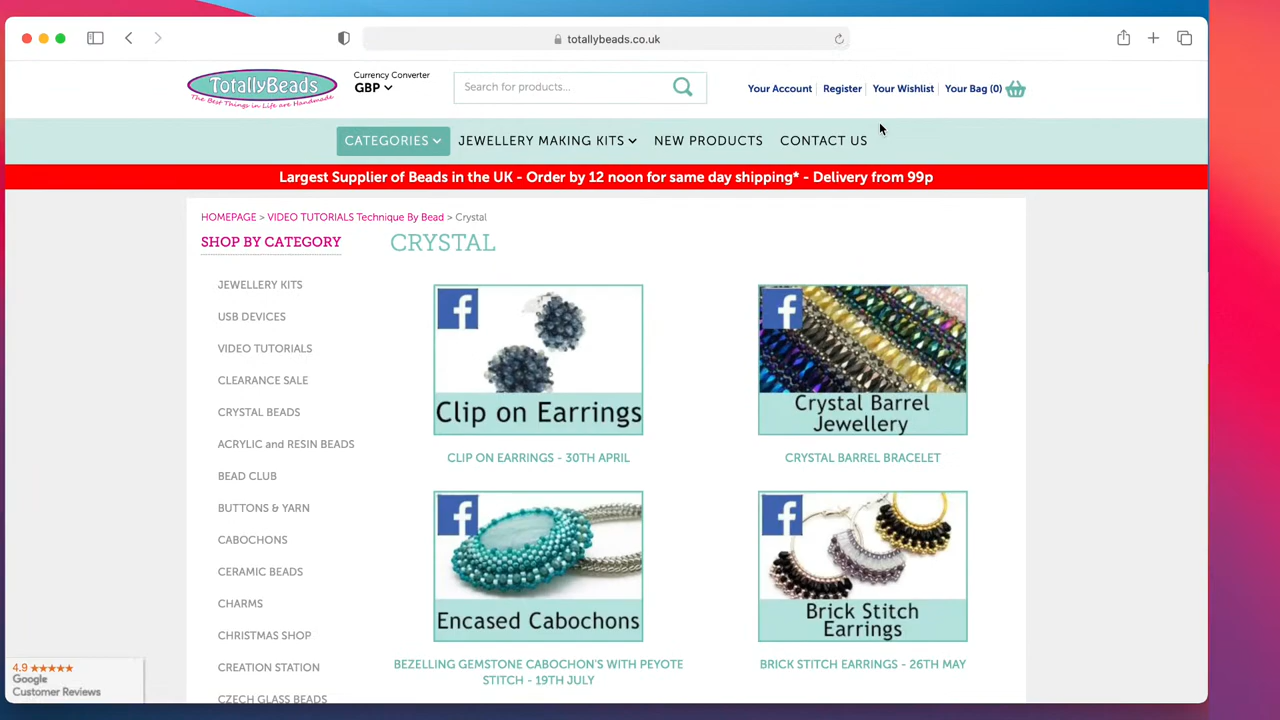 totallybeads.co.uk
TotallyBeads
The Best Things in Life are Handmade
Currency Converter
GBP
Search for products...
Your Account
Register
Your Wishlist
Your Bag (0)
CATEGORIES
JEWELLERY MAKING KITS
NEW PRODUCTS
CONTACT US
Largest Supplier of Beads in the UK - Order by 12 noon for same day shipping* - Delivery from 99p
HOMEPAGE > VIDEO TUTORIALS Technique By Bead > Crystal
SHOP BY CATEGORY
JEWELLERY KITS
USB DEVICES
VIDEO TUTORIALS
CLEARANCE SALE
CRYSTAL BEADS
ACRYLIC and RESIN BEADS
BEAD CLUB
BUTTONS & YARN
CABOCHONS
CERAMIC BEADS
CHARMS
CHRISTMAS SHOP
CREATION STATION
CZECH GLASS BEADS
CRYSTAL
Clip on Earrings
CLIP ON EARRINGS - 30TH APRIL
Crystal Barrel
Jewellery
CRYSTAL BARREL BRACELET
Encased Cabochons
BEZELLING GEMSTONE CABOCHON'S WITH PEYOTE
STITCH - 19TH JULY
Brick Stitch
Earrings
BRICK STITCH EARRINGS - 26TH MAY
4.9 ★★★★★
Google
Customer Reviews